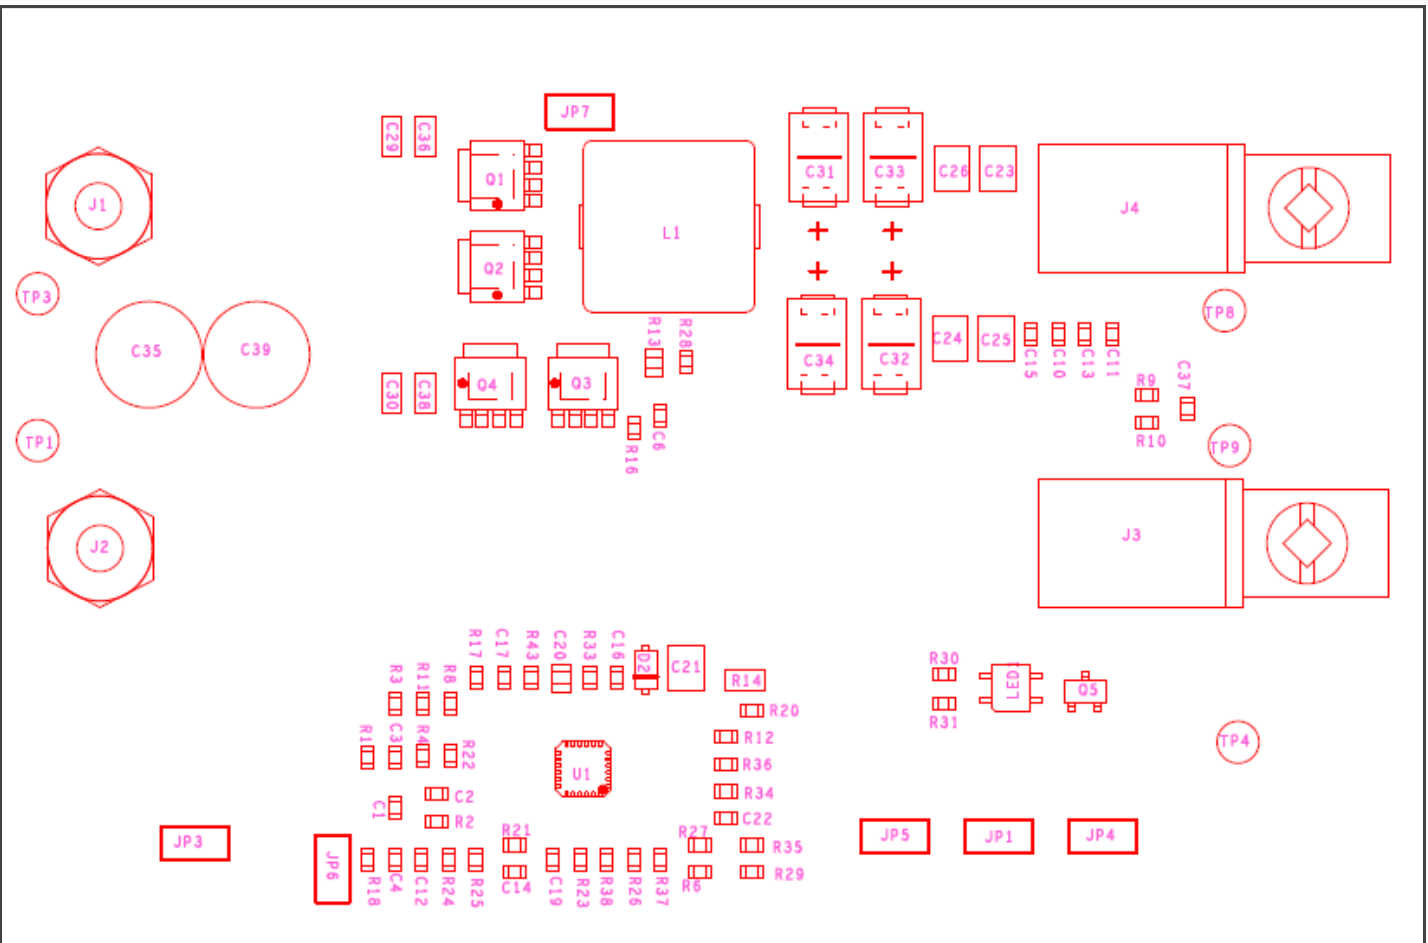 JP7
C29
C36
Q1
C31
C33
C26
C23
J1
J4
L1
Q2
+
+
+
+
TP3
TP8
C35
C39
R13
R28
C34
C32
C24
C25
C15
C10
C13
C11
Q4
Q3
C30
C38
R9
C37
R10
TP1
R16
C6
TP9
J2
J3
R17
C17
R43
C20
R33
C16
D2
C21
R14
R30
LED1
Q5
R31
R3
R11
R8
R20
R1
C3
R4
R22
R12
TP4
U1
R36
C2
R34
C1
R2
C22
JP3
JP6
R21
R27
R35
JP5
JP1
JP4
R18
C4
C12
R24
R25
C14
C19
R23
R38
R26
R37
R6
R29